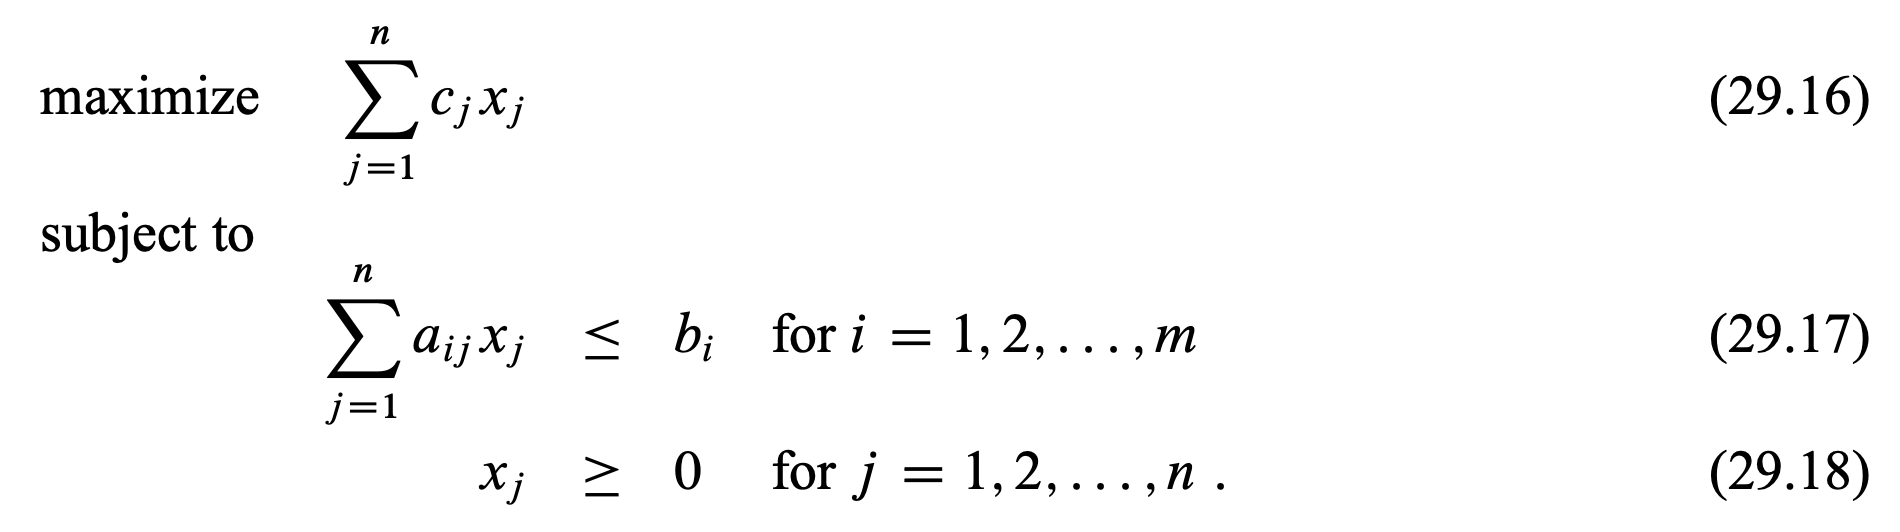 maximize $\sum_{j=1}^{n} c_j x_j$ (29.16)
subject to
$\sum_{j=1}^{n} a_{ij} x_j \leq b_i$ for $i = 1, 2, \ldots, m$ (29.17)
$x_j \geq 0$ for $j = 1, 2, \ldots, n$ . (29.18)